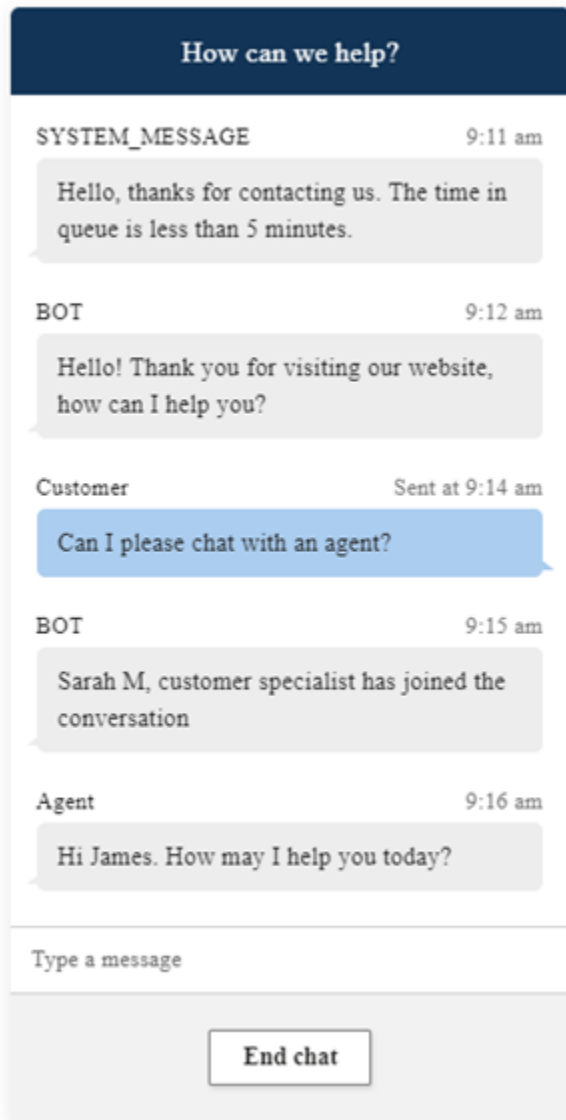 How can we help?
SYSTEM_MESSAGE 9:11 am
Hello, thanks for contacting us. The time in
queue is less than 5 minutes.
BOT 9:12 am
Hello! Thank you for visiting our website,
how can I help you?
Customer Sent at 9:14 am
Can I please chat with an agent?
BOT 9:15 am
Sarah M, customer specialist has joined the
conversation
Agent 9:16 am
Hi James. How may I help you today?
Type a message
End chat